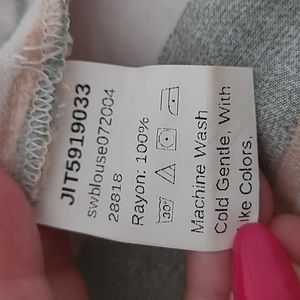 JIT5919033
swblouse072004
28818
Rayon: 100%
30°
Machine Wash
Cold Gentle, With
Like Colors,